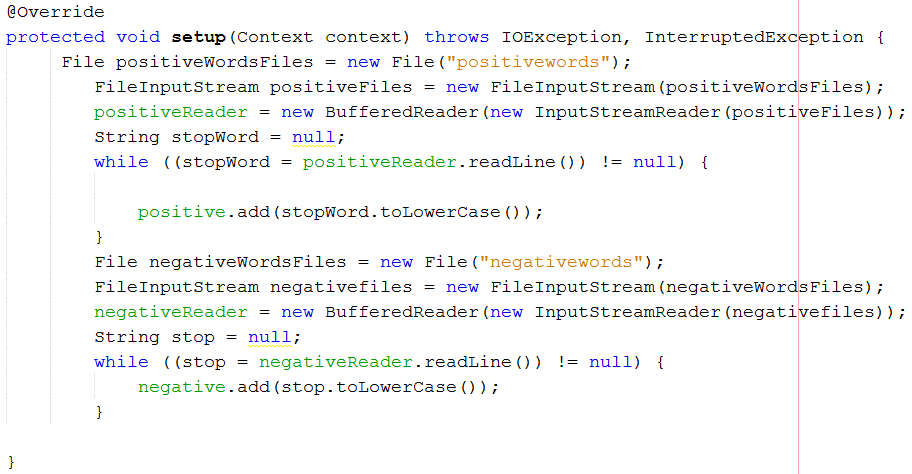 @Override
protected void setup(Context context) throws IOException, InterruptedException {
File positiveWordsFiles = new File("positivewords");
FileInputStream positiveFiles = new FileInputStream(positiveWordsFiles);
positiveReader = new BufferedReader(new InputStreamReader(positiveFiles));
String stopWord = null;
while ((stopWord = positiveReader.readLine()) != null) {
positive.add(stopWord.toLowerCase());
}
File negativeWordsFiles = new File("negativewords");
FileInputStream negativefiles = new FileInputStream(negativeWordsFiles);
negativeReader = new BufferedReader(new InputStreamReader(negativefiles));
String stop = null;
while ((stop = negativeReader.readLine()) != null) {
negative.add(stop.toLowerCase());
}
}